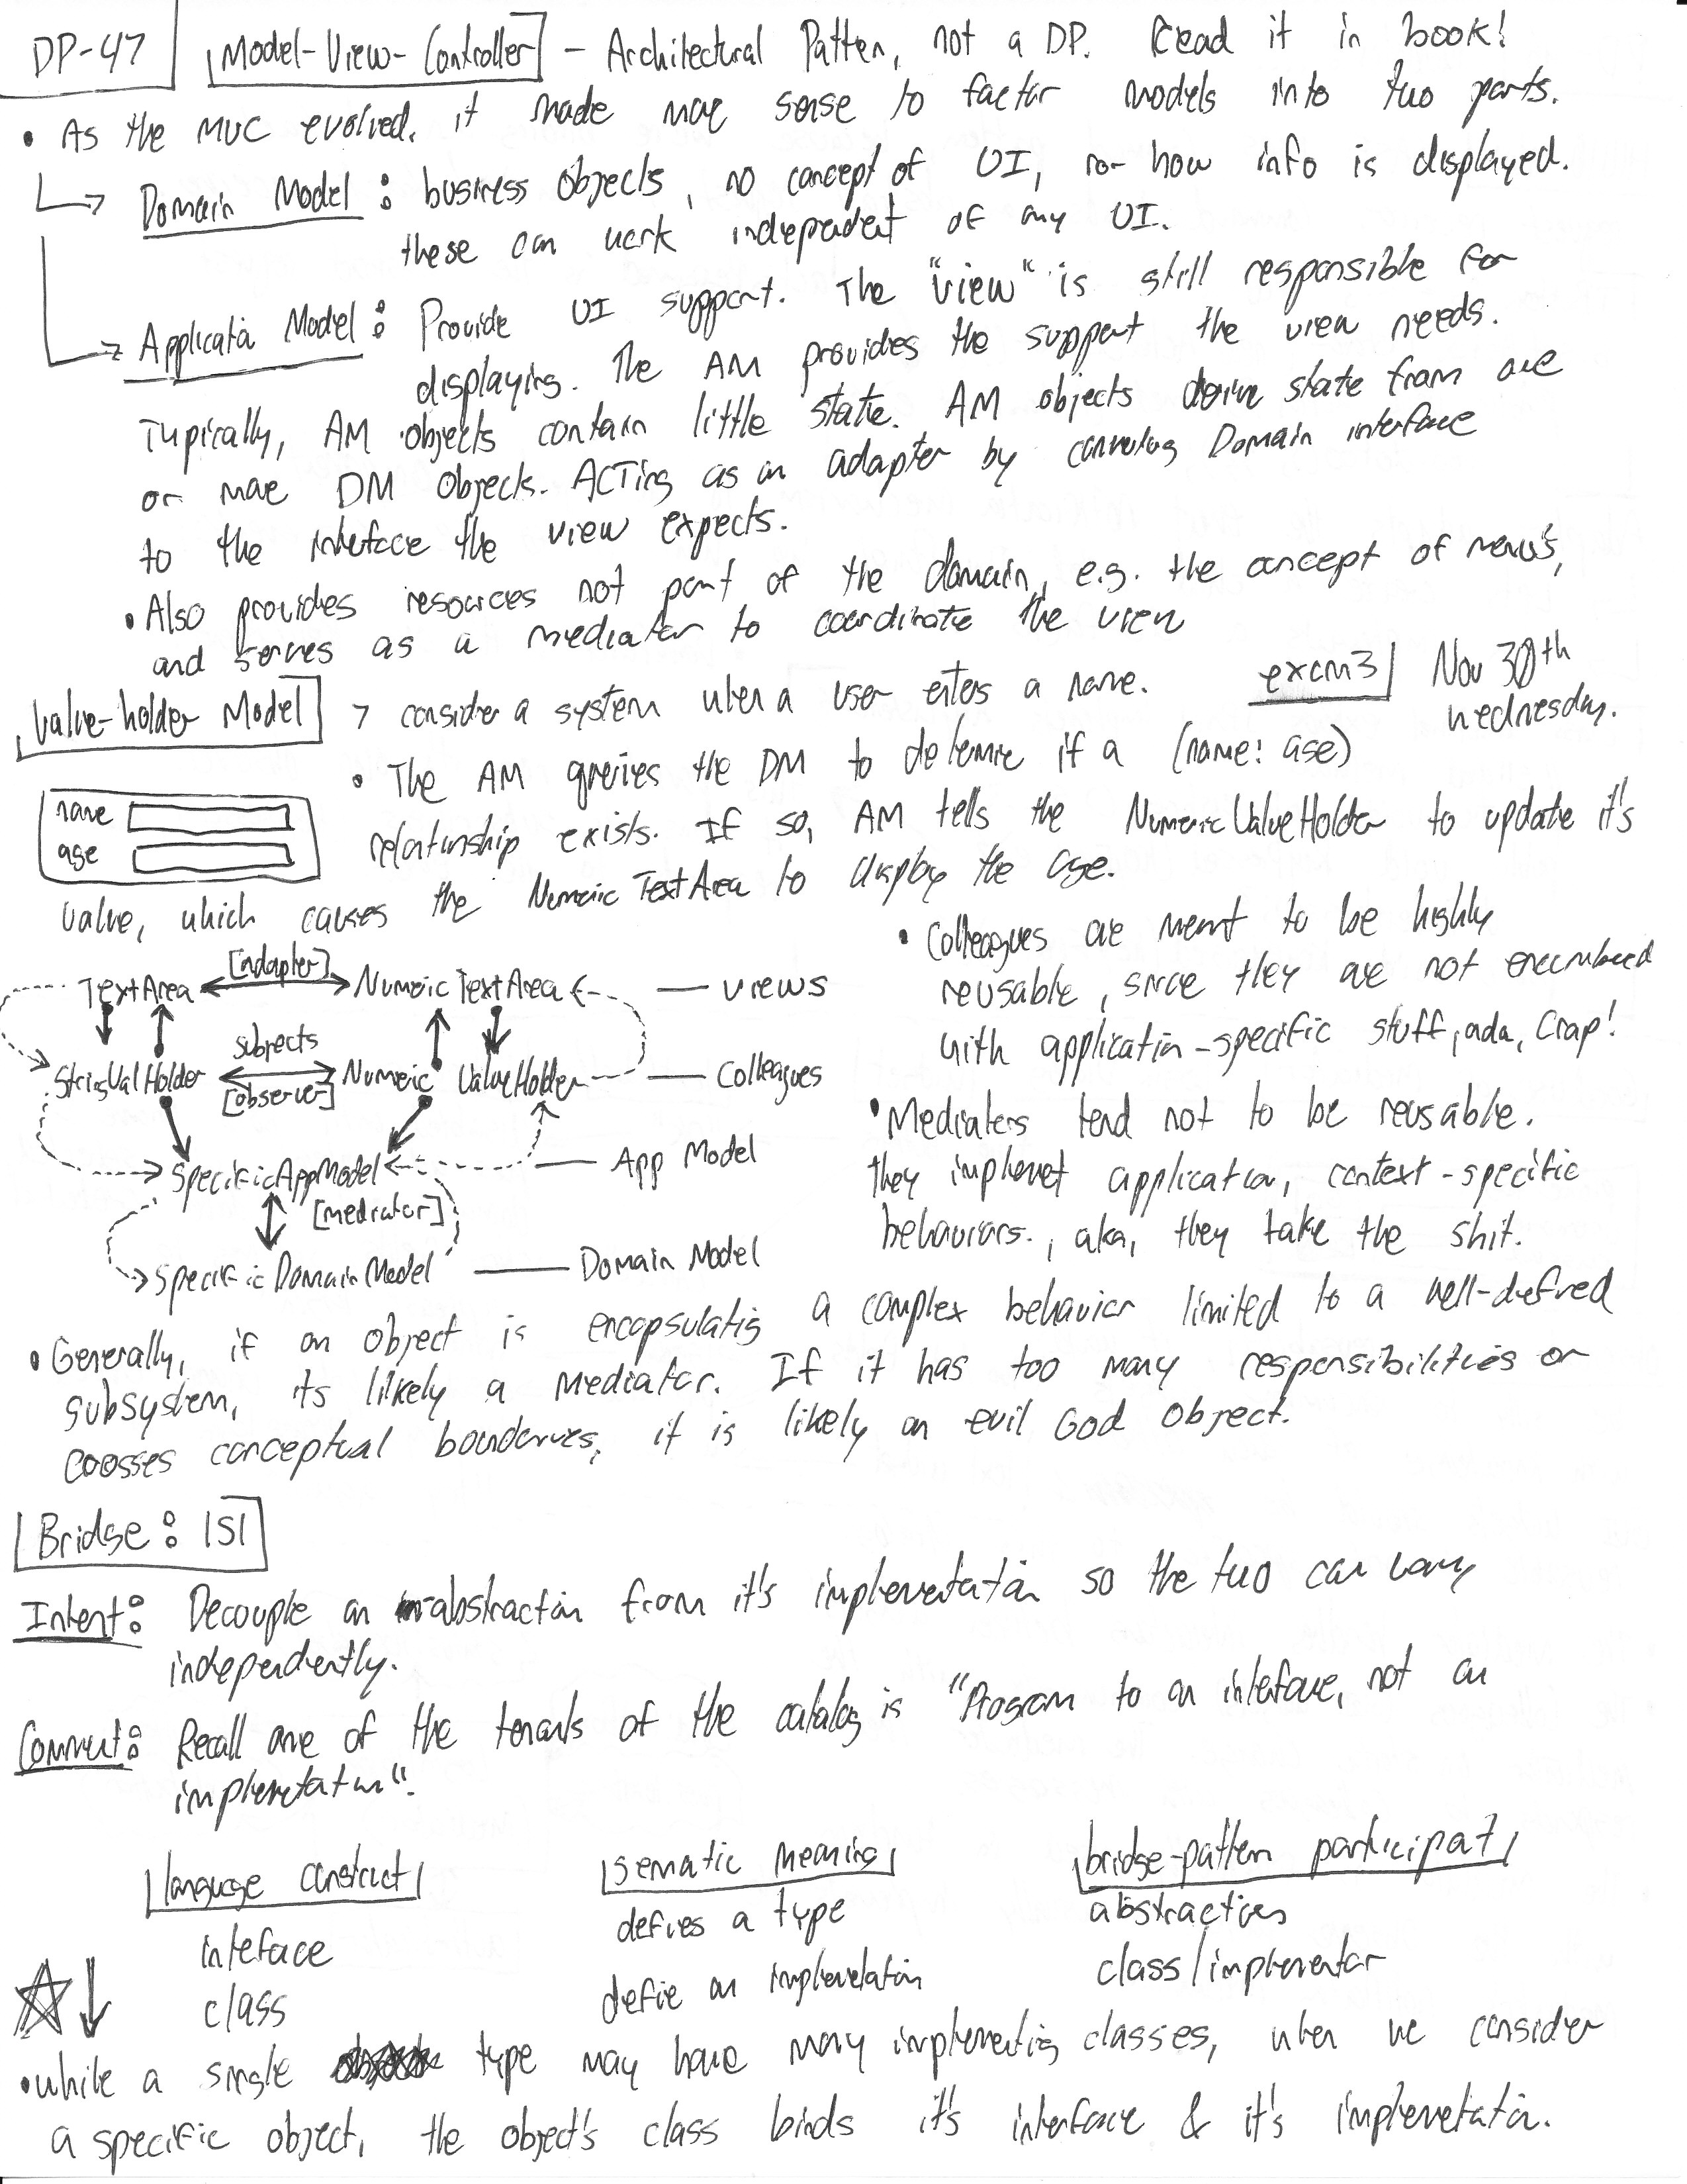 DP-47 Model-View-Controller - Architectural Pattern, not a DP. Read it in book!
• As the MVC evolved, it made more sense to factor models into two parts.
Domain Model: business objects, no concept of UI, nor how info is displayed.
these can work independent of any UI.
Application Model: Provide UI support. The "view" is still responsible for
displaying. The AM provides the support the view needs.
Typically, AM objects contain little state. AM objects derive state from one
or more DM objects. Acting as an adapter by converting Domain interface
to the interface the view expects.
• Also provides resources not part of the domain, e.g. the concept of menu's,
and serves as a mediator to coordinate the view
exam3 Nov 30th
Wednesday.
Value-holder Model > consider a system when a user enters a name.
• The AM queries the DM to determine if a (name: age)
name
age
relationship exists. If so, AM tells the NumericValueHolder to update it's
value, which causes the NumericTextArea to display the age.
TextArea [adapter] NumericTextArea — views
subjects
StringValHolder [observer] Numeric ValueHolder — Colleagues
SpecificAppModel — App Model
[mediator]
SpecificDomainModel — Domain Model
• Colleagues are meant to be highly
reusable, since they are not encumbered
with application-specific stuff, aka, Crap!
• Mediators tend not to be reusable.
they implement application, context-specific
behaviors., aka, they take the shit.
• Generally, if an object is encapsulating a complex behavior limited to a well-defined
subsystem, its likely a mediator. If it has too many responsibilities or
crosses conceptual boundaries, it is likely an evil God Object.
Bridge: 151
Intent: Decouple an abstraction from it's implementation so the two can vary
independently.
Comment: Recall one of the tenants of the catalog is "Program to an interface, not an
implementation".
language construct sematic meaning bridge-pattern participant
interface defines a type abstraction
class define an implementation class/implementor
• while a single type may have many implementing classes, when we consider
a specific object, the object's class binds it's interface & it's implementation.